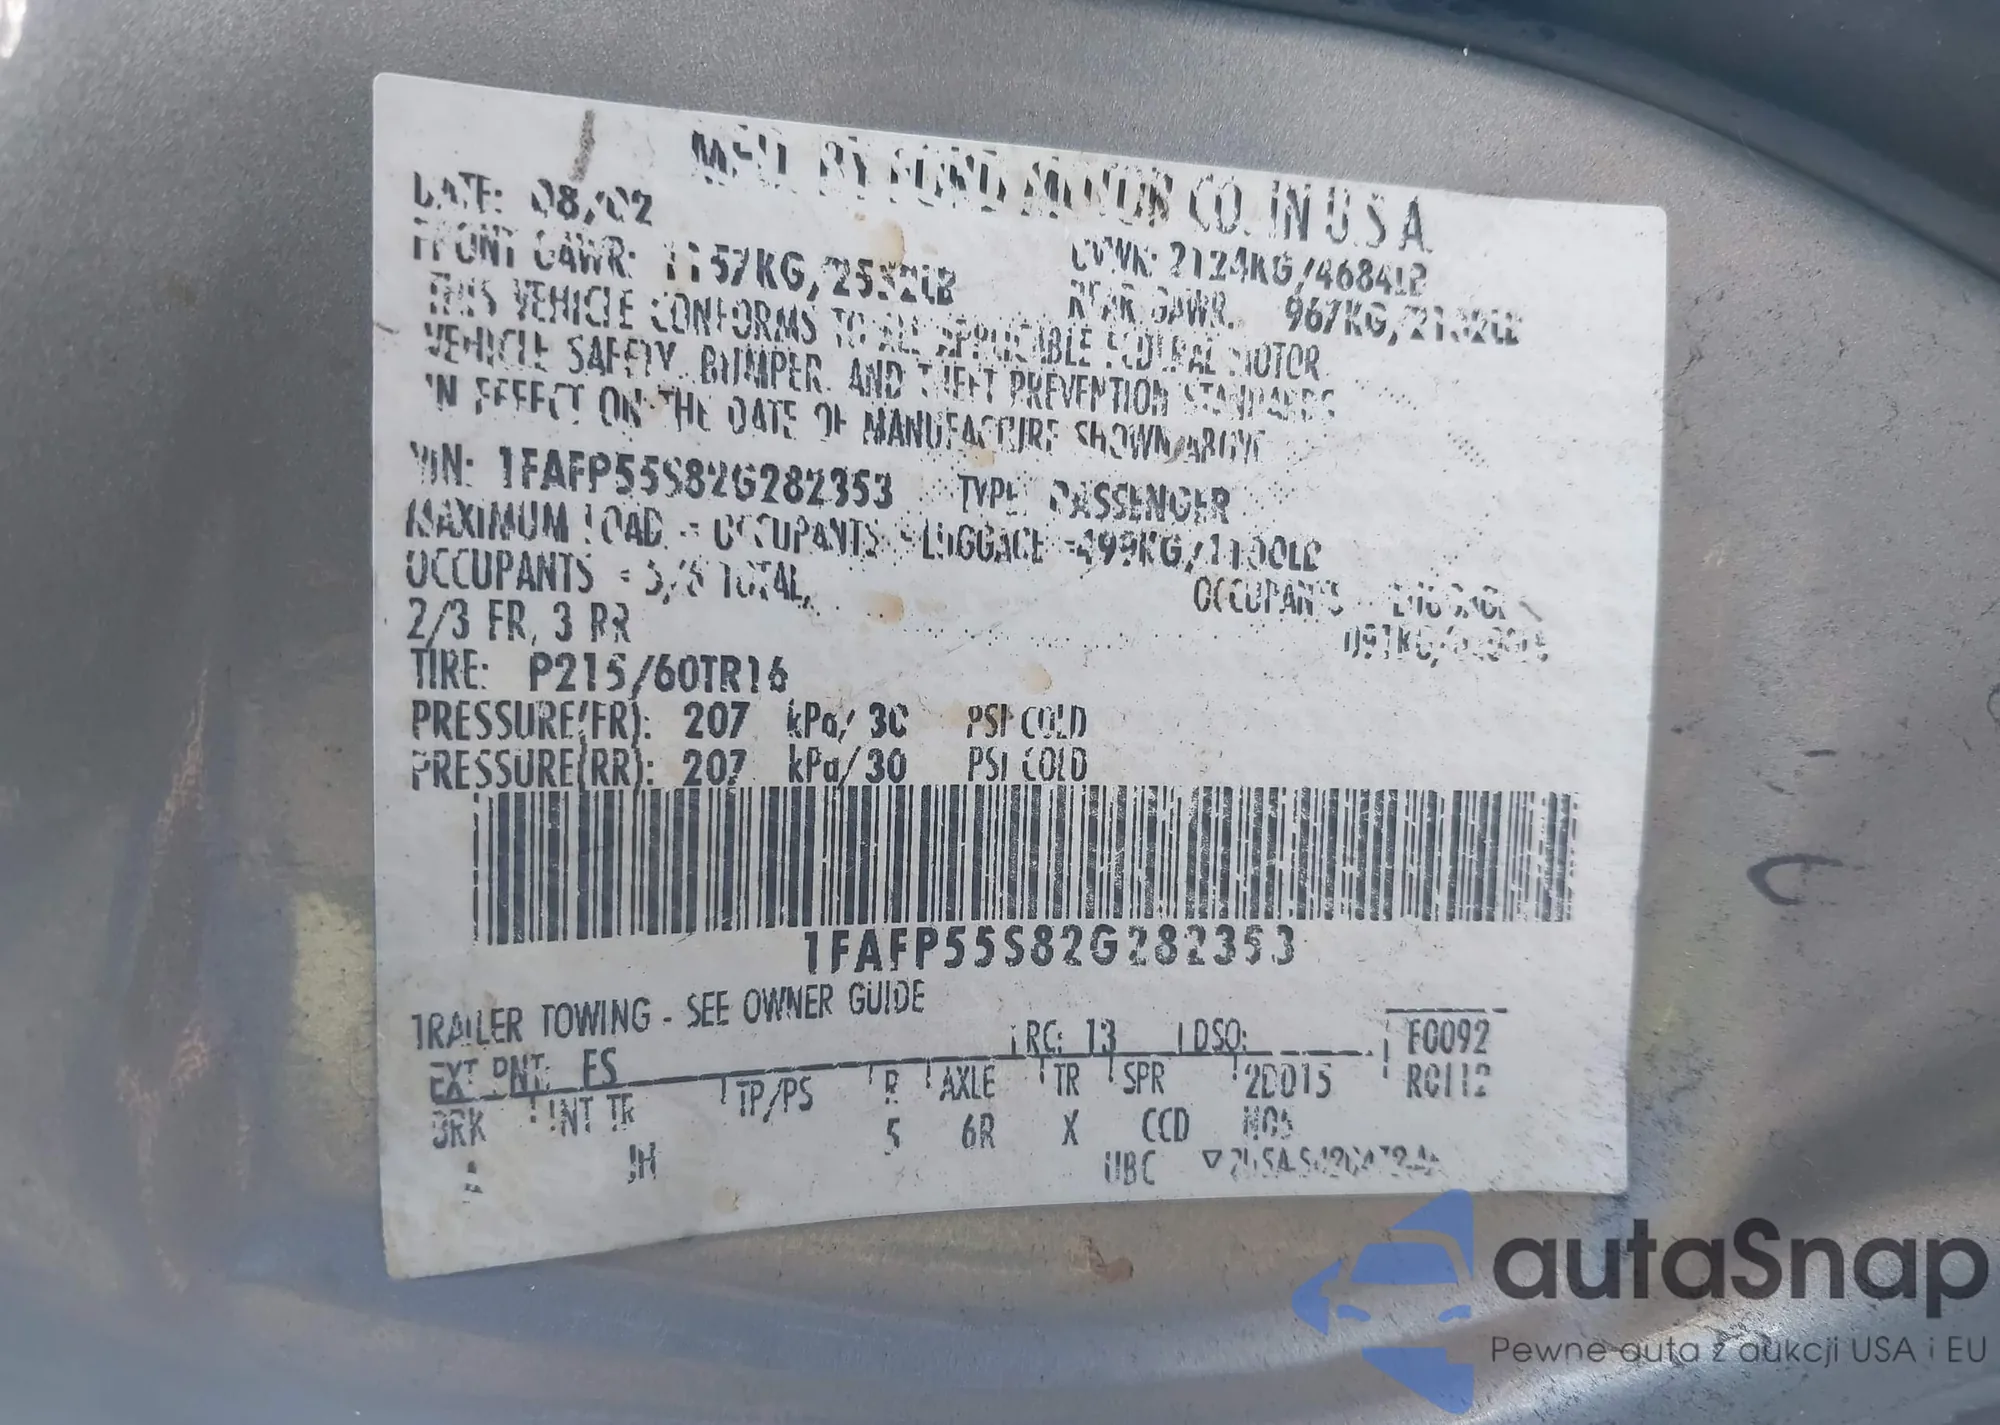 MFD. BY FORD MOTOR CO. IN U.S.A.
DATE: 08/02 GVWR: 2124KG/4684LB
FRONT GAWR: 1157KG/2552LB REAR GAWR: 967KG/2132LB
THIS VEHICLE CONFORMS TO ALL APPLICABLE FEDERAL MOTOR
VEHICLE SAFETY, BUMPER, AND THEFT PREVENTION STANDARDS
IN EFFECT ON THE DATE OF MANUFACTURE SHOWN ABOVE
VIN: 1FAFP55S82G282353 TYPE: PASSENGER
MAXIMUM LOAD = OCCUPANTS + LUGGAGE =499KG/1100LB
OCCUPANTS = 5/6 TOTAL, OCCUPANTS LUGGAGE
2/3 FR, 3 RR
TIRE: P215/60TR16
PRESSURE(FR): 207 kPa/ 30 PSI COLD
PRESSURE(RR): 207 kPa/30 PSI COLD
1FAFP55S82G282353
TRAILER TOWING - SEE OWNER GUIDE
EXT PNT: RC: 13 DSO: F0092
BRK INT TR TP/PS R AXLE TR SPR RC112
A JH 5 6R X CCD
UBC
autaSnap
Pewne auta z aukcji USA i EU